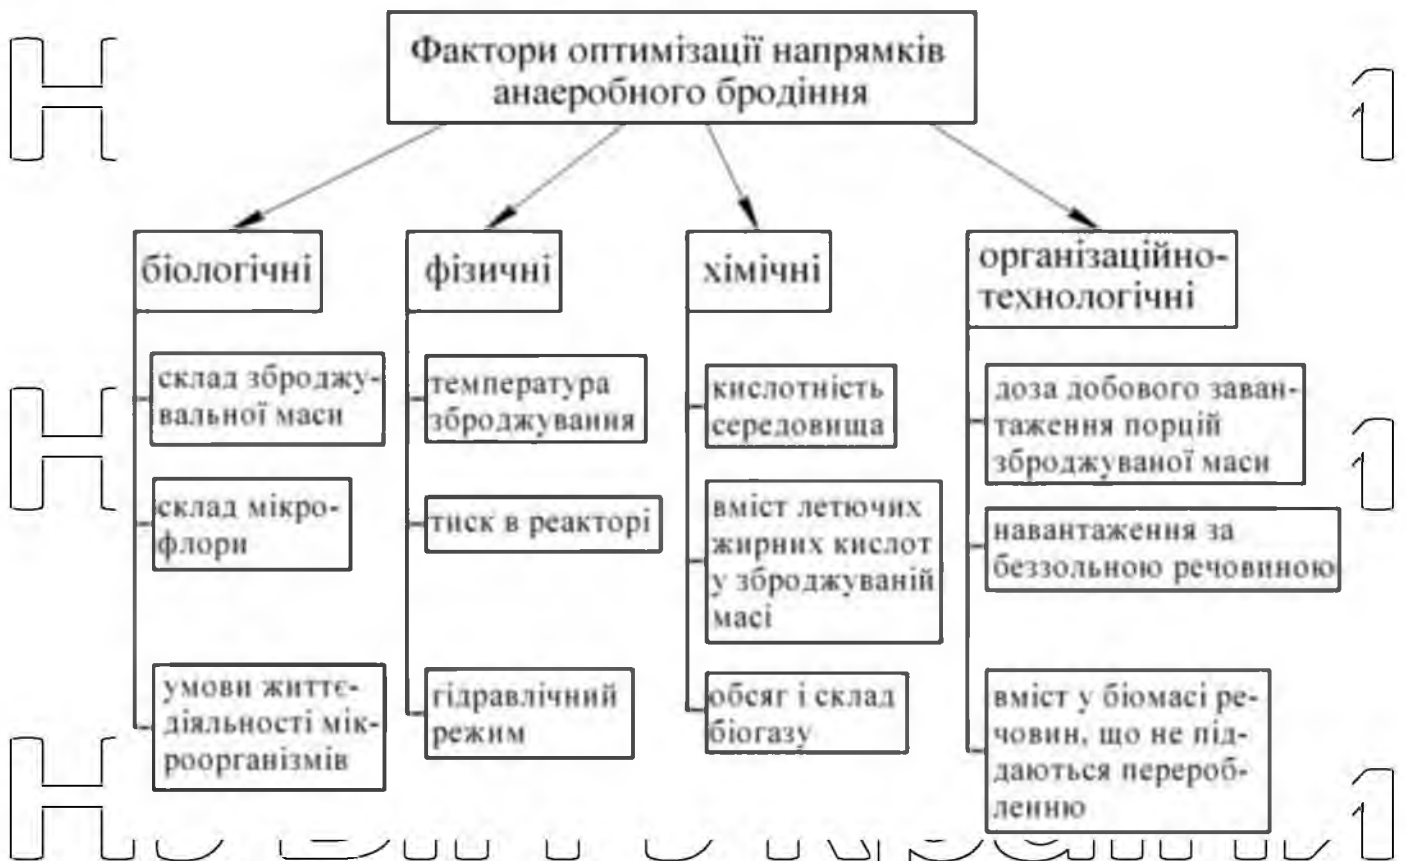 Фактори оптимізації напрямків
анаеробного бродіння
біологічні
фізичні
хімічні
організаційно-
технологічні
склад зброджу-
вальної маси
склад мікро-
флори
умови життє-
діяльності мік-
роорганізмів
температура
зброджування
тиск в реакторі
гідравлічний
режим
кислотність
середовища
вміст летючих
жирних кислот
у зброджуваній
масі
обсяг і склад
біогазу
доза добового заван-
таження порцій
зброджуваної маси
навантаження за
беззольною речовиною
вміст у біомасі ре-
човин, що не під-
даються перероб-
ленню